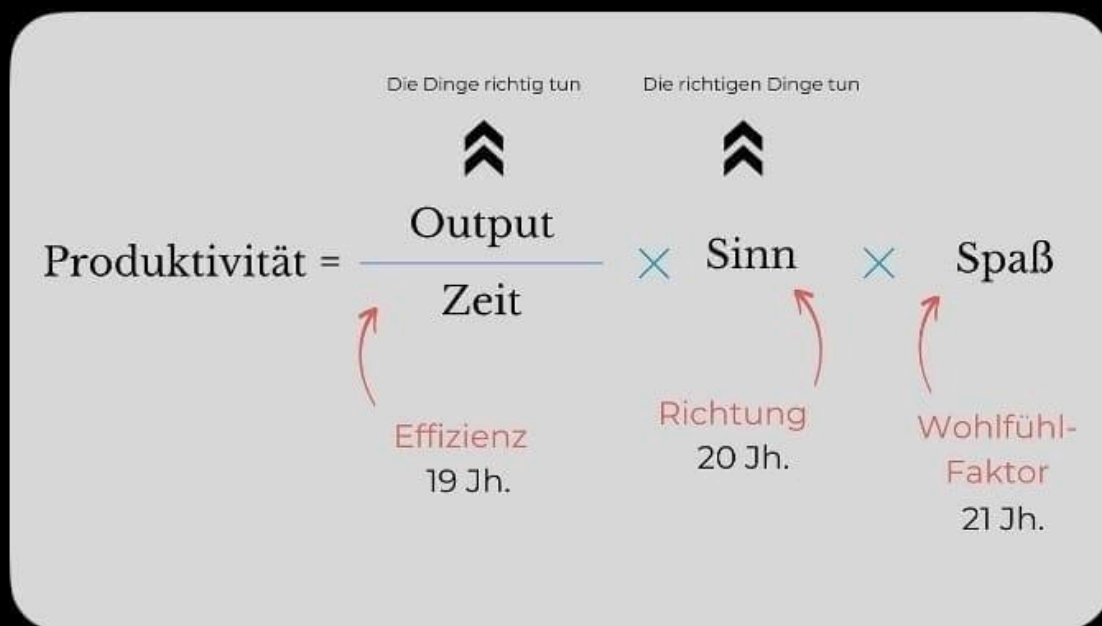 Die Dinge richtig tun
Die richtigen Dinge tun
Output
Produktivität =
Zeit
× Sinn × Spaß
Effizienz
19 Jh.
Richtung
20 Jh.
Wohlfühl-
Faktor
21 Jh.